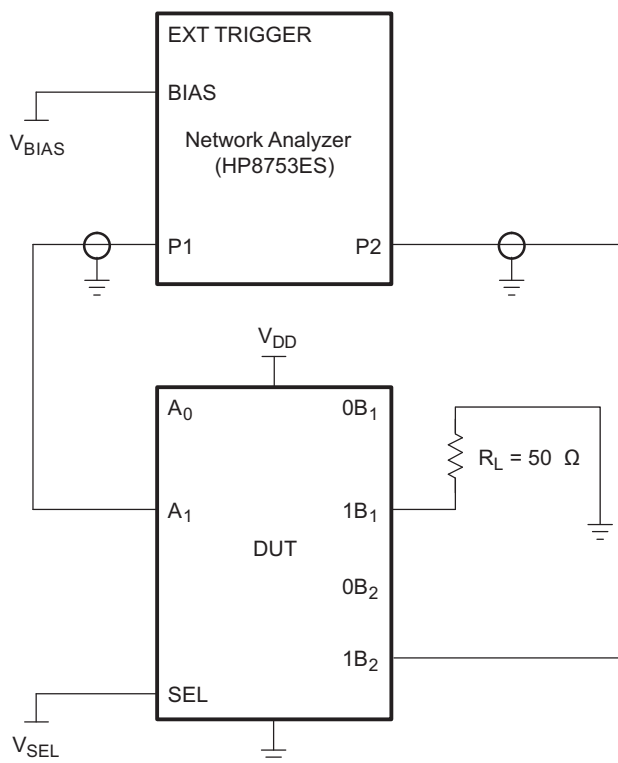 EXT TRIGGER
BIAS
V_BIAS
Network Analyzer
(HP8753ES)
P1 P2
V_DD
A_0 0B_1
R_L = 50 Ω
A_1 1B_1
DUT
0B_2
1B_2
SEL
V_SEL